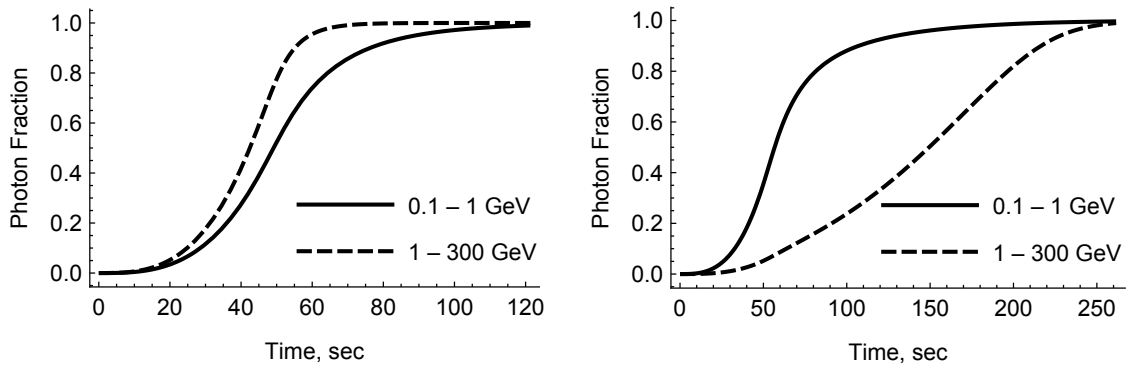 Photon Fraction
1.0
0.8
0.6
0.4
0.2
0.0
0.1 – 1 GeV
1 – 300 GeV
0 20 40 60 80 100 120
Time, sec
Photon Fraction
1.0
0.8
0.6
0.4
0.2
0.0
0.1 – 1 GeV
1 – 300 GeV
0 50 100 150 200 250
Time, sec